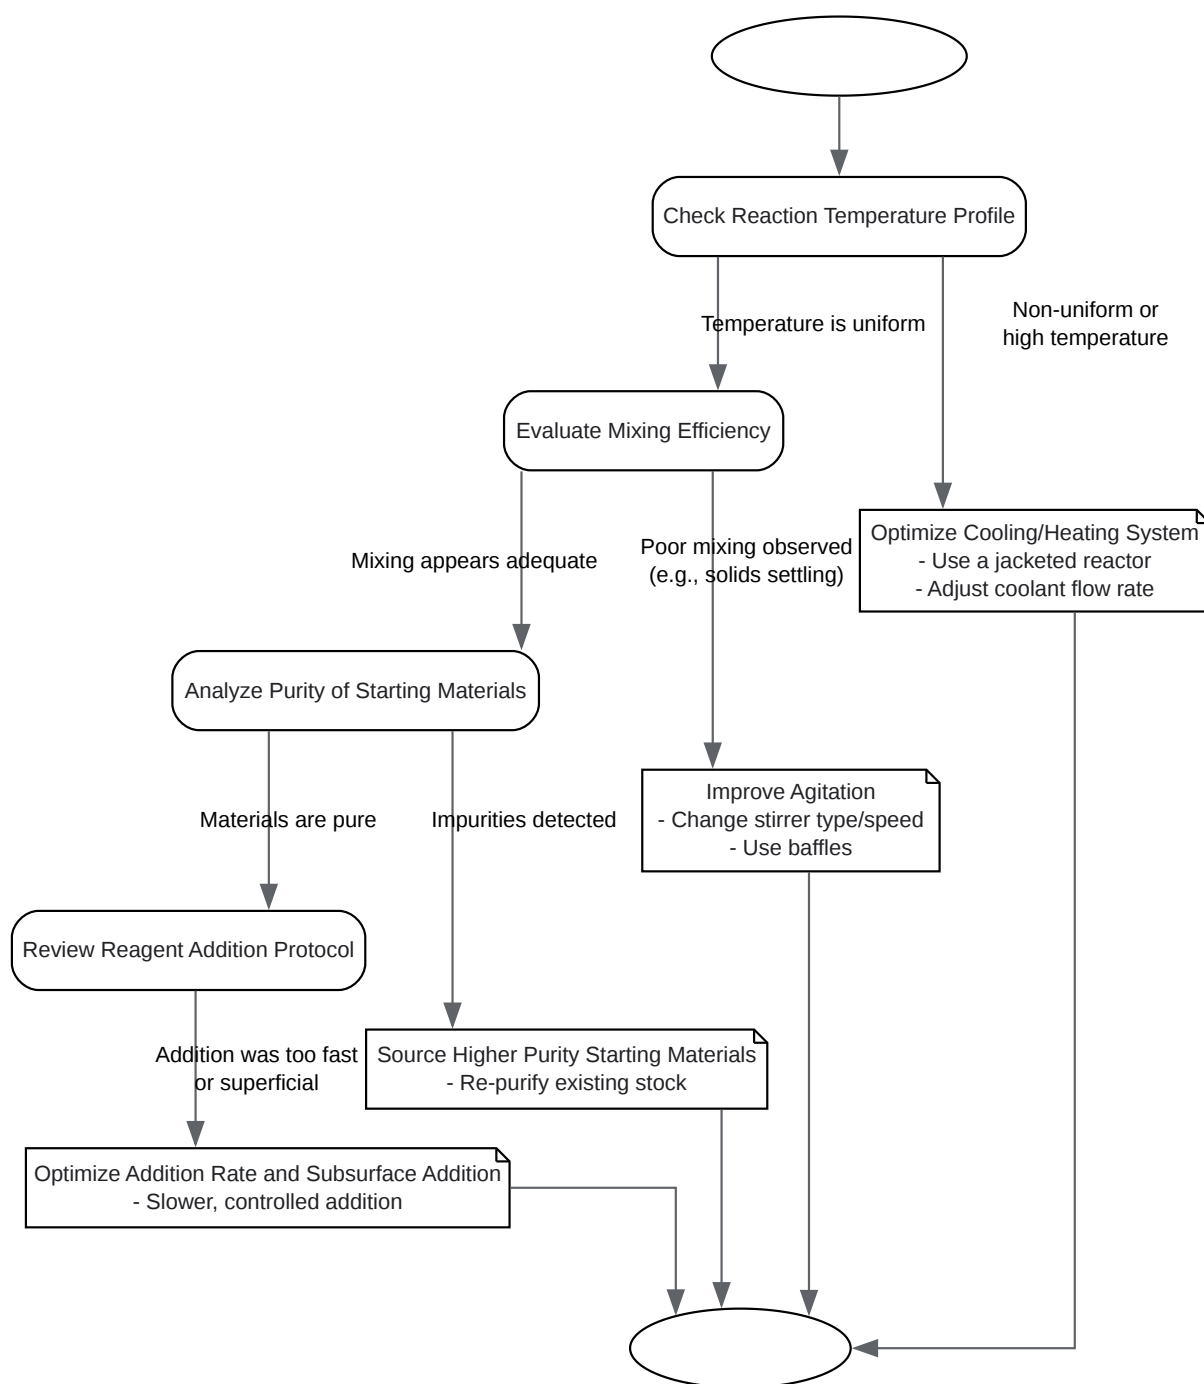 Check Reaction Temperature Profile
Temperature is uniform
Non-uniform or
high temperature
Evaluate Mixing Efficiency
Mixing appears adequate
Poor mixing observed
(e.g., solids settling)
Optimize Cooling/Heating System
- Use a jacketed reactor
- Adjust coolant flow rate
Analyze Purity of Starting Materials
Materials are pure
Impurities detected
Improve Agitation
- Change stirrer type/speed
- Use baffles
Review Reagent Addition Protocol
Addition was too fast
or superficial
Source Higher Purity Starting Materials
- Re-purify existing stock
Optimize Addition Rate and Subsurface Addition
- Slower, controlled addition